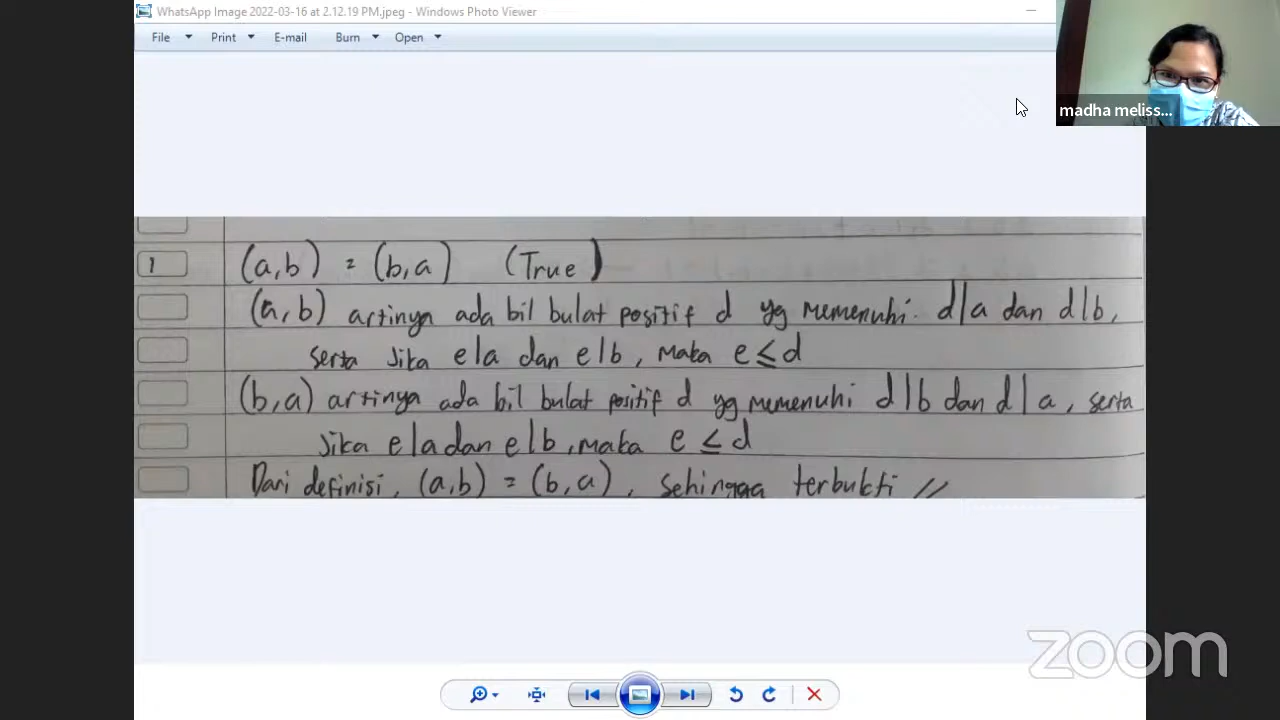 WhatsApp Image 2022-03-16 at 2.12.19 PM.jpeg - Windows Photo Viewer
File Print E-mail Burn Open
madha meliss...
1 (a,b) = (b,a) (True)
(a,b) artinya ada bil bulat positif d yg memenuhi. d|a dan d|b,
serta jika e|a dan e|b, maka e ≤ d
(b,a) artinya ada bil bulat positif d yg memenuhi d|b dan d|a, serta
jika e|a dan e|b, maka e ≤ d
Dari definisi, (a,b) = (b,a), sehingga terbukti //
zoom